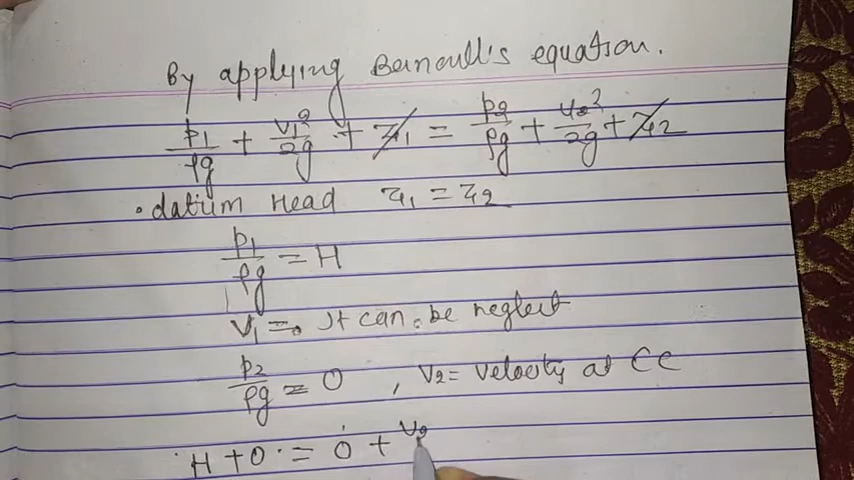 By applying Bernoull's equation.
p1/ρg + v1²/2g + z1 = p2/ρg + v2²/2g + z2
•datum Head z1 = z2
p1/ρg = H
V1 = 0 It can be neglect
p2/ρg = 0 , V2 = velocity at CC
H + 0 = 0 + V2